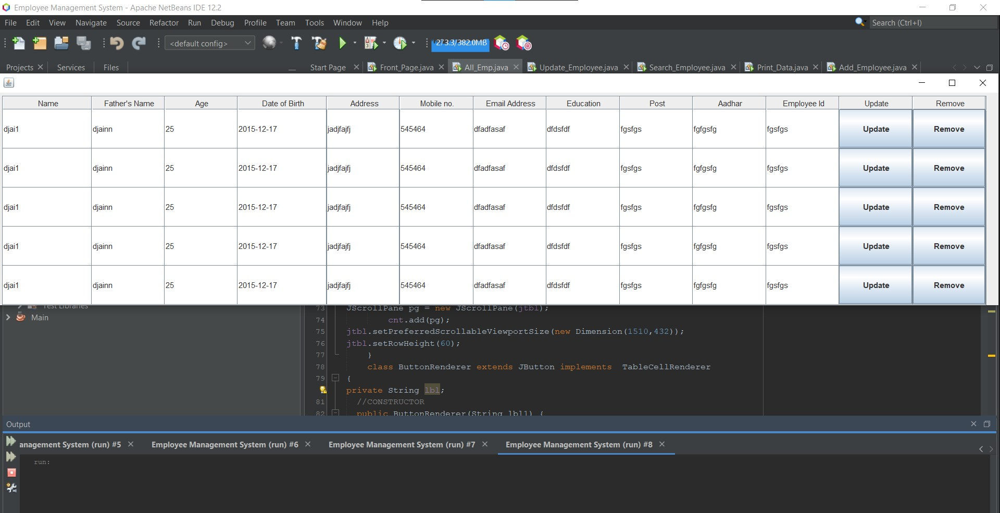 Employee Management System - Apache NetBeans IDE 12.2
File Edit View Navigate Source Refactor Run Debug Profile Team Tools Window Help Search (Ctrl+I)
<default config> 273.3/382.0MB
Projects Services Files Start Page Front_Page.java All_Emp.java Update_Employee.java Search_Employee.java Print_Data.java Add_Employee.java
Name Father's Name Age Date of Birth Address Mobile no. Email Address Education Post Aadhar Employee Id Update Remove
djai1 djainn 25 2015-12-17 jadjfajfj 545464 dfadfasaf dfdsfdf fgsfgs fgfgsfg fgsfgs Update Remove
djai1 djainn 25 2015-12-17 jadjfajfj 545464 dfadfasaf dfdsfdf fgsfgs fgfgsfg fgsfgs Update Remove
djai1 djainn 25 2015-12-17 jadjfajfj 545464 dfadfasaf dfdsfdf fgsfgs fgfgsfg fgsfgs Update Remove
djai1 djainn 25 2015-12-17 jadjfajfj 545464 dfadfasaf dfdsfdf fgsfgs fgfgsfg fgsfgs Update Remove
djai1 djainn 25 2015-12-17 jadjfajfj 545464 dfadfasaf dfdsfdf fgsfgs fgfgsfg fgsfgs Update Remove
Test Libraries
Main
73 JScrollPane pg = new JScrollPane(jtbl);
74 cnt.add(pg);
75 jtbl.setPreferredScrollableViewportSize(new Dimension(1510,432));
76 jtbl.setRowHeight(60);
77 }
78 class ButtonRenderer extends JButton implements TableCellRenderer
79 {
private String lbl;
81 //CONSTRUCTOR
82 public ButtonRenderer(String lbl1) {
Output
anagement System (run) #5 Employee Management System (run) #6 Employee Management System (run) #7 Employee Management System (run) #8
run: